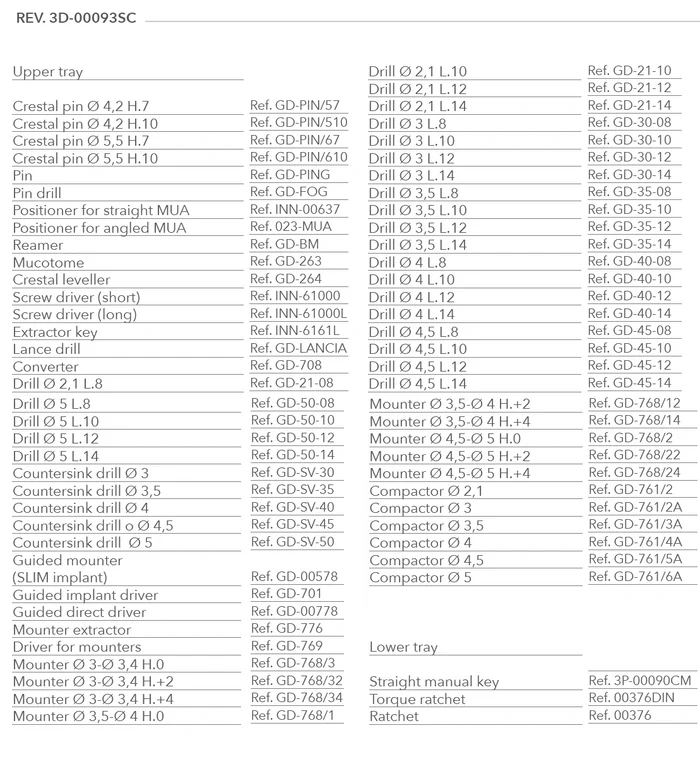 REV. 3D-00093SC
Upper tray
Crestal pin Ø 4,2 H.7 Ref. GD-PIN/57
Crestal pin Ø 4,2 H.10 Ref. GD-PIN/510
Crestal pin Ø 5,5 H.7 Ref. GD-PIN/67
Crestal pin Ø 5,5 H.10 Ref. GD-PIN/610
Pin Ref. GD-PING
Pin drill Ref. GD-FOG
Positioner for straight MUA Ref. INN-00637
Positioner for angled MUA Ref. 023-MUA
Reamer Ref. GD-BM
Mucotome Ref. GD-263
Crestal leveller Ref. GD-264
Screw driver (short) Ref. INN-61000
Screw driver (long) Ref. INN-61000L
Extractor key Ref. INN-6161L
Lance drill Ref. GD-LANCIA
Converter Ref. GD-708
Drill Ø 2,1 L.8 Ref. GD-21-08
Drill Ø 5 L.8 Ref. GD-50-08
Drill Ø 5 L.10 Ref. GD-50-10
Drill Ø 5 L.12 Ref. GD-50-12
Drill Ø 5 L.14 Ref. GD-50-14
Countersink drill Ø 3 Ref. GD-SV-30
Countersink drill Ø 3,5 Ref. GD-SV-35
Countersink drill Ø 4 Ref. GD-SV-40
Countersink drill o Ø 4,5 Ref. GD-SV-45
Countersink drill Ø 5 Ref. GD-SV-50
Guided mounter
(SLIM implant) Ref. GD-00578
Guided implant driver Ref. GD-701
Guided direct driver Ref. GD-00778
Mounter extractor Ref. GD-776
Driver for mounters Ref. GD-769
Mounter Ø 3-Ø 3,4 H.0 Ref. GD-768/3
Mounter Ø 3-Ø 3,4 H.+2 Ref. GD-768/32
Mounter Ø 3-Ø 3,4 H.+4 Ref. GD-768/34
Mounter Ø 3,5-Ø 4 H.0 Ref. GD-768/1
Drill Ø 2,1 L.10 Ref. GD-21-10
Drill Ø 2,1 L.12 Ref. GD-21-12
Drill Ø 2,1 L.14 Ref. GD-21-14
Drill Ø 3 L.8 Ref. GD-30-08
Drill Ø 3 L.10 Ref. GD-30-10
Drill Ø 3 L.12 Ref. GD-30-12
Drill Ø 3 L.14 Ref. GD-30-14
Drill Ø 3,5 L.8 Ref. GD-35-08
Drill Ø 3,5 L.10 Ref. GD-35-10
Drill Ø 3,5 L.12 Ref. GD-35-12
Drill Ø 3,5 L.14 Ref. GD-35-14
Drill Ø 4 L.8 Ref. GD-40-08
Drill Ø 4 L.10 Ref. GD-40-10
Drill Ø 4 L.12 Ref. GD-40-12
Drill Ø 4 L.14 Ref. GD-40-14
Drill Ø 4,5 L.8 Ref. GD-45-08
Drill Ø 4,5 L.10 Ref. GD-45-10
Drill Ø 4,5 L.12 Ref. GD-45-12
Drill Ø 4,5 L.14 Ref. GD-45-14
Mounter Ø 3,5-Ø 4 H.+2 Ref. GD-768/12
Mounter Ø 3,5-Ø 4 H.+4 Ref. GD-768/14
Mounter Ø 4,5-Ø 5 H.0 Ref. GD-768/2
Mounter Ø 4,5-Ø 5 H.+2 Ref. GD-768/22
Mounter Ø 4,5-Ø 5 H.+4 Ref. GD-768/24
Compactor Ø 2,1 Ref. GD-761/2
Compactor Ø 3 Ref. GD-761/2A
Compactor Ø 3,5 Ref. GD-761/3A
Compactor Ø 4 Ref. GD-761/4A
Compactor Ø 4,5 Ref. GD-761/5A
Compactor Ø 5 Ref. GD-761/6A
Lower tray
Straight manual key Ref. 3P-00090CM
Torque ratchet Ref. 00376DIN
Ratchet Ref. 00376